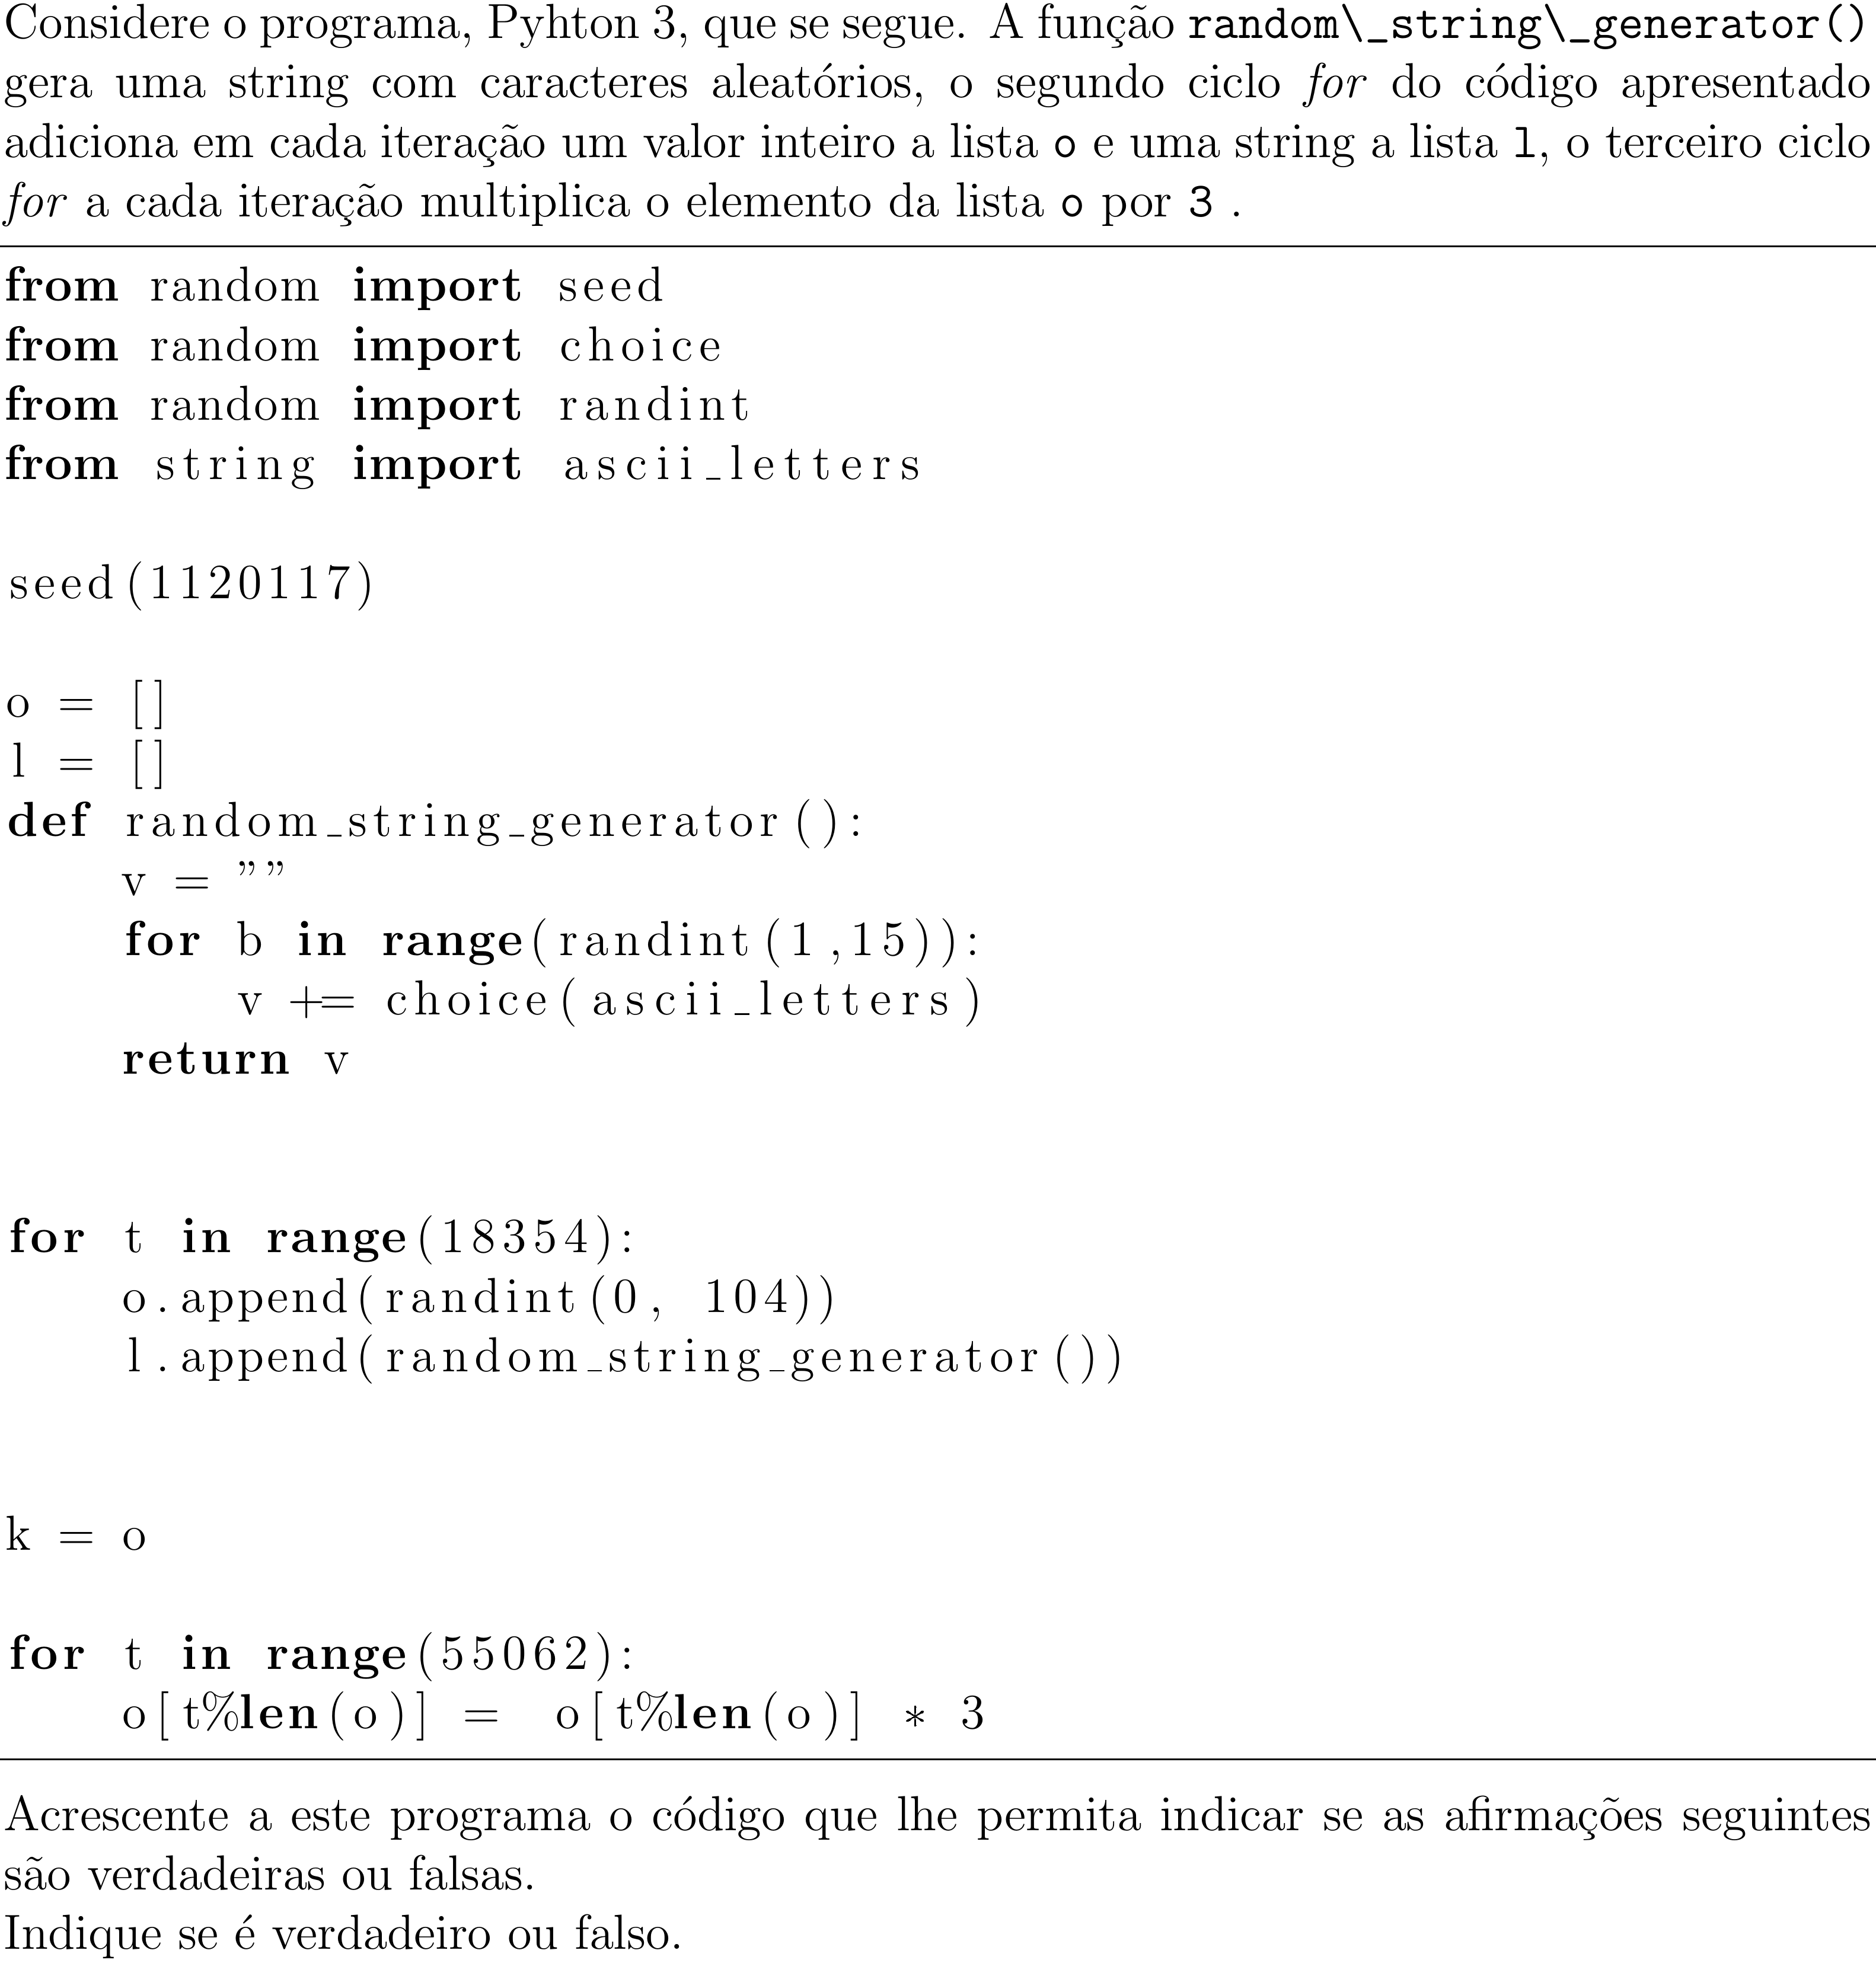 Considere o programa, Pyhton 3, que se segue. A função random\_string\_generator()
gera uma string com caracteres aleatórios, o segundo ciclo for do código apresentado
adiciona em cada iteração um valor inteiro a lista o e uma string a lista l, o terceiro ciclo
for a cada iteração multiplica o elemento da lista o por 3 .
from random import seed
from random import choice
from random import randint
from string import ascii_letters
seed(1120117)
o = []
l = []
def random_string_generator():
    v = ””
    for b in range(randint(1,15)):
        v += choice(ascii_letters)
    return v
for t in range(18354):
    o.append(randint(0, 104))
    l.append(random_string_generator())
k = o
for t in range(55062):
    o[t%len(o)] = o[t%len(o)] * 3
Acrescente a este programa o código que lhe permita indicar se as afirmações seguintes
são verdadeiras ou falsas.
Indique se é verdadeiro ou falso.